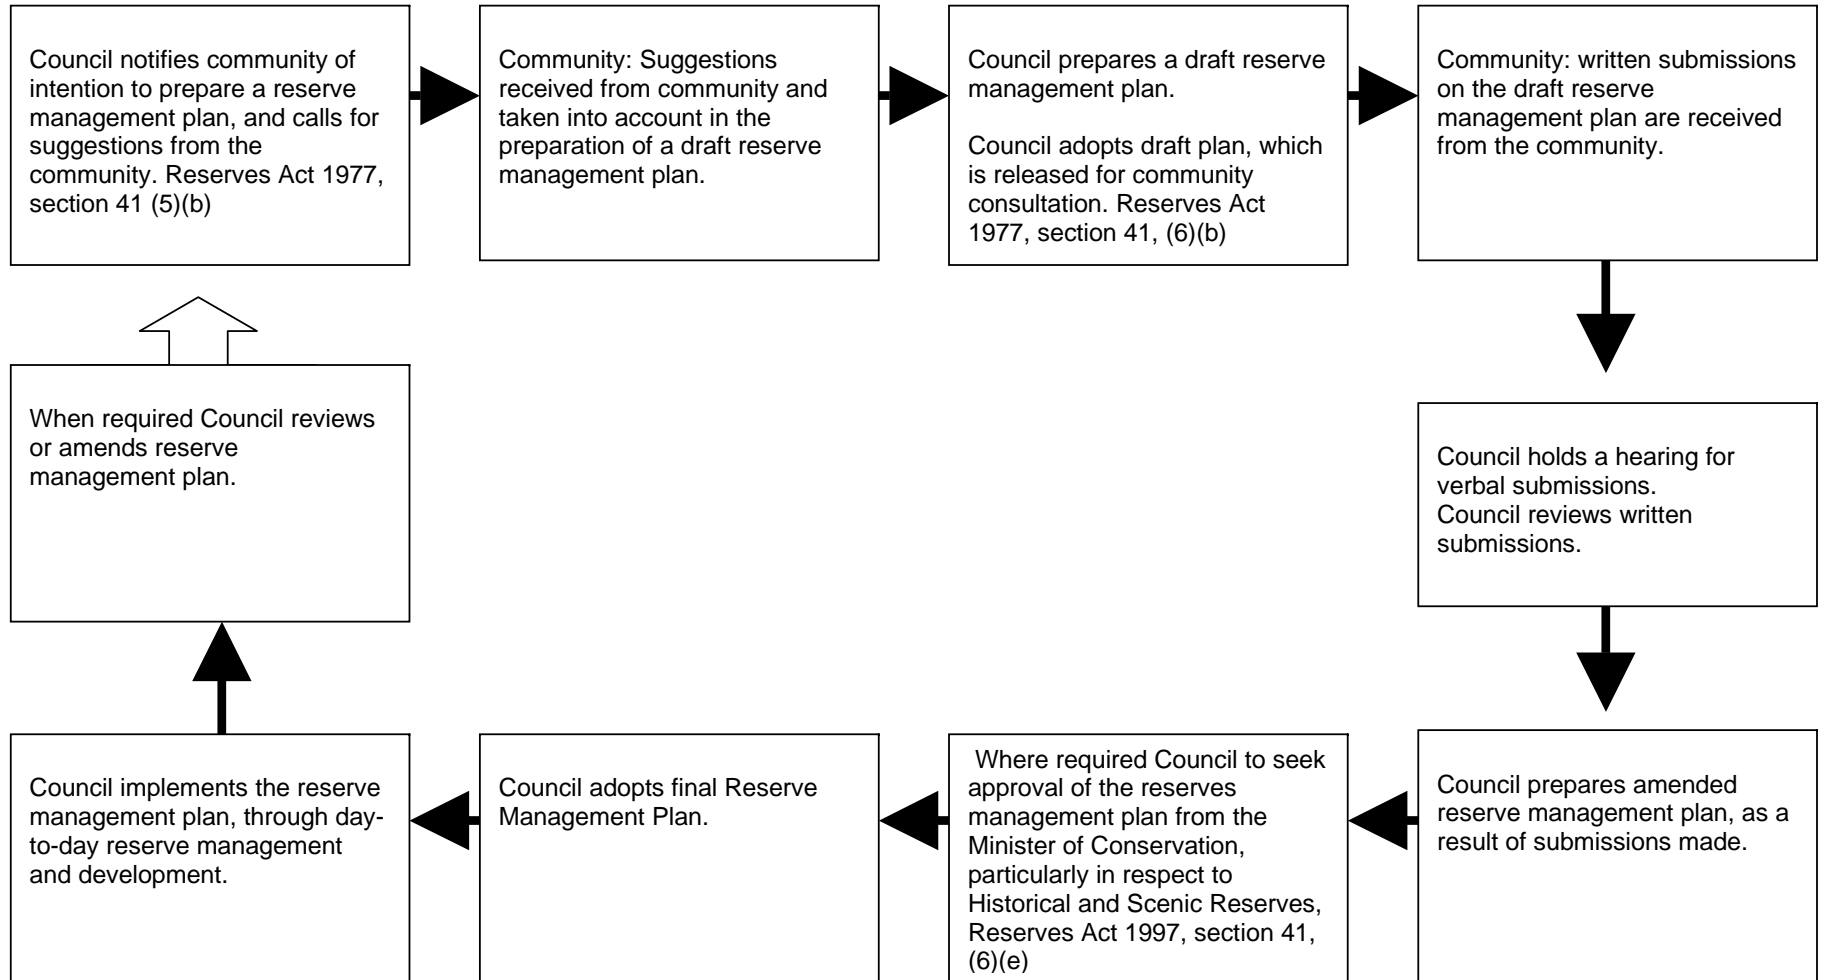 Council notifies community of
intention to prepare a reserve
management plan, and calls for
suggestions from the
community. Reserves Act 1977,
section 41 (5)(b)
Community: Suggestions
received from community and
taken into account in the
preparation of a draft reserve
management plan.
Council prepares a draft reserve
management plan.
Council adopts draft plan, which
is released for community
consultation. Reserves Act
1977, section 41, (6)(b)
Community: written submissions
on the draft reserve
management plan are received
from the community.
Council holds a hearing for
verbal submissions.
Council reviews written
submissions.
Council prepares amended
reserve management plan, as a
result of submissions made.
Where required Council to seek
approval of the reserves
management plan from the
Minister of Conservation,
particularly in respect to
Historical and Scenic Reserves,
Reserves Act 1997, section 41,
(6)(e)
Council adopts final Reserve
Management Plan.
Council implements the reserve
management plan, through day-
to-day reserve management
and development.
When required Council reviews
or amends reserve
management plan.